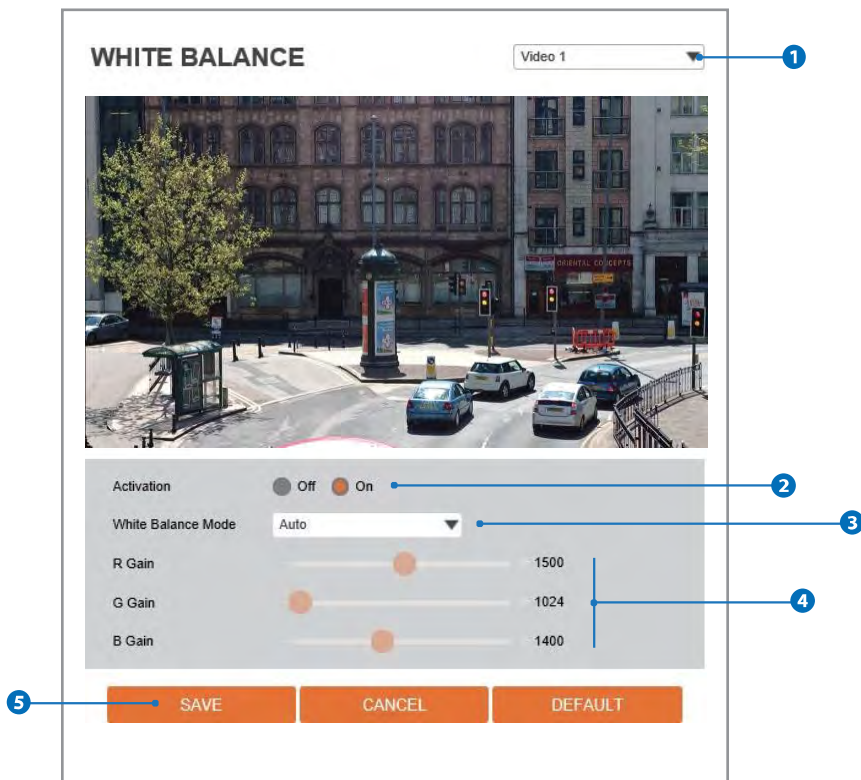 WHITE BALANCE
Video 1
1
ORIENTAL CONCEPTS
Activation
Off
On
2
White Balance Mode
Auto
3
R Gain
1500
G Gain
1024
4
B Gain
1400
5
SAVE
CANCEL
DEFAULT